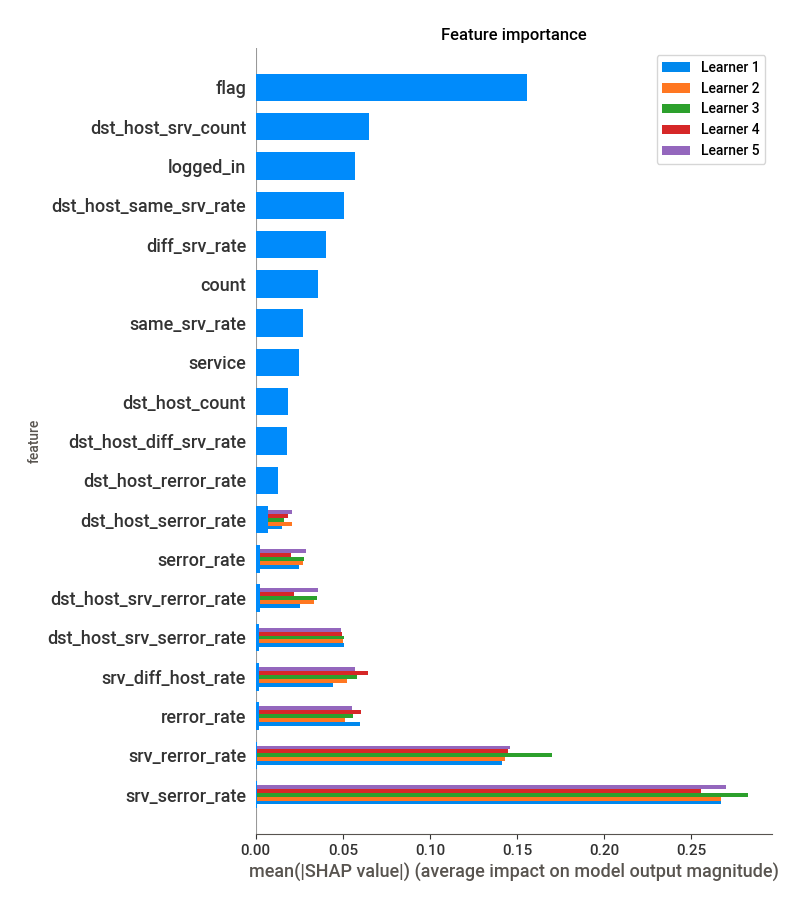 Feature importance
Learner 1
Learner 2
Learner 3
Learner 4
Learner 5
flag
dst_host_srv_count
logged_in
dst_host_same_srv_rate
diff_srv_rate
count
same_srv_rate
service
dst_host_count
dst_host_diff_srv_rate
dst_host_rerror_rate
dst_host_serror_rate
serror_rate
dst_host_srv_rerror_rate
dst_host_srv_serror_rate
srv_diff_host_rate
rerror_rate
srv_rerror_rate
srv_serror_rate
feature
0.00 0.05 0.10 0.15 0.20 0.25
mean(|SHAP value|) (average impact on model output magnitude)